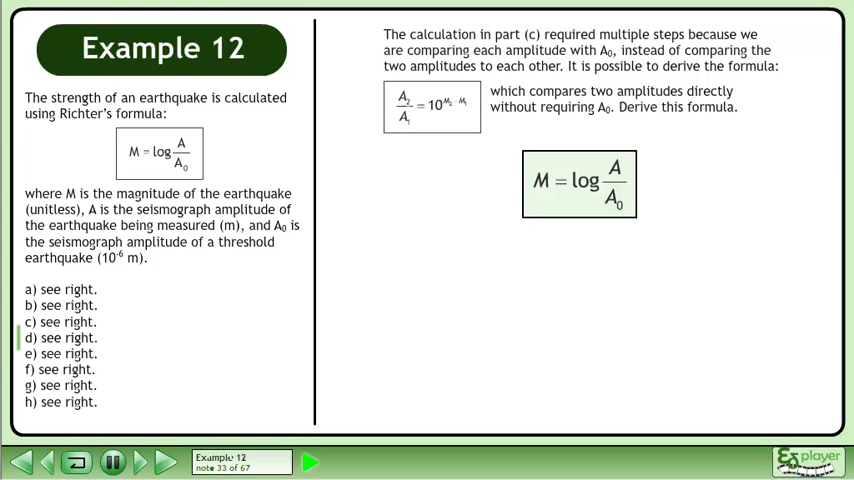 Example 12
The strength of an earthquake is calculated
using Richter's formula:
M = log A/A₀
where M is the magnitude of the earthquake
(unitless), A is the seismograph amplitude of
the earthquake being measured (m), and A₀ is
the seismograph amplitude of a threshold
earthquake (10⁻⁶ m).
a) see right.
b) see right.
c) see right.
d) see right.
e) see right.
f) see right.
g) see right.
h) see right.
The calculation in part (c) required multiple steps because we
are comparing each amplitude with A₀, instead of comparing the
two amplitudes to each other. It is possible to derive the formula:
A₂/A₁ = 10^(M₂ - M₁)
which compares two amplitudes directly
without requiring A₀. Derive this formula.
M = log A/A₀
Example 12
note 33 of 67
player